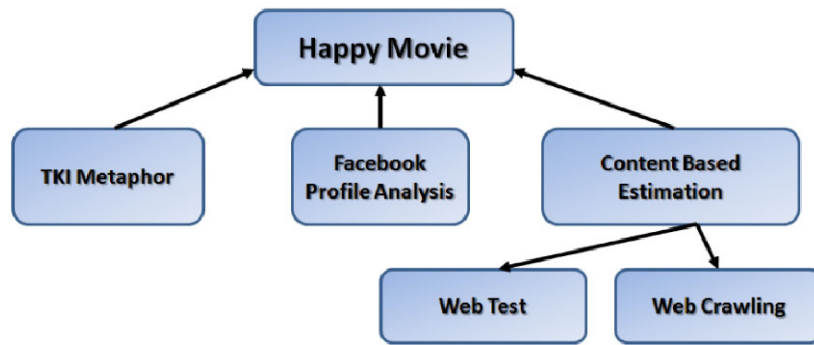 Happy Movie
TKI Metaphor
Facebook
Profile Analysis
Content Based
Estimation
Web Test
Web Crawling